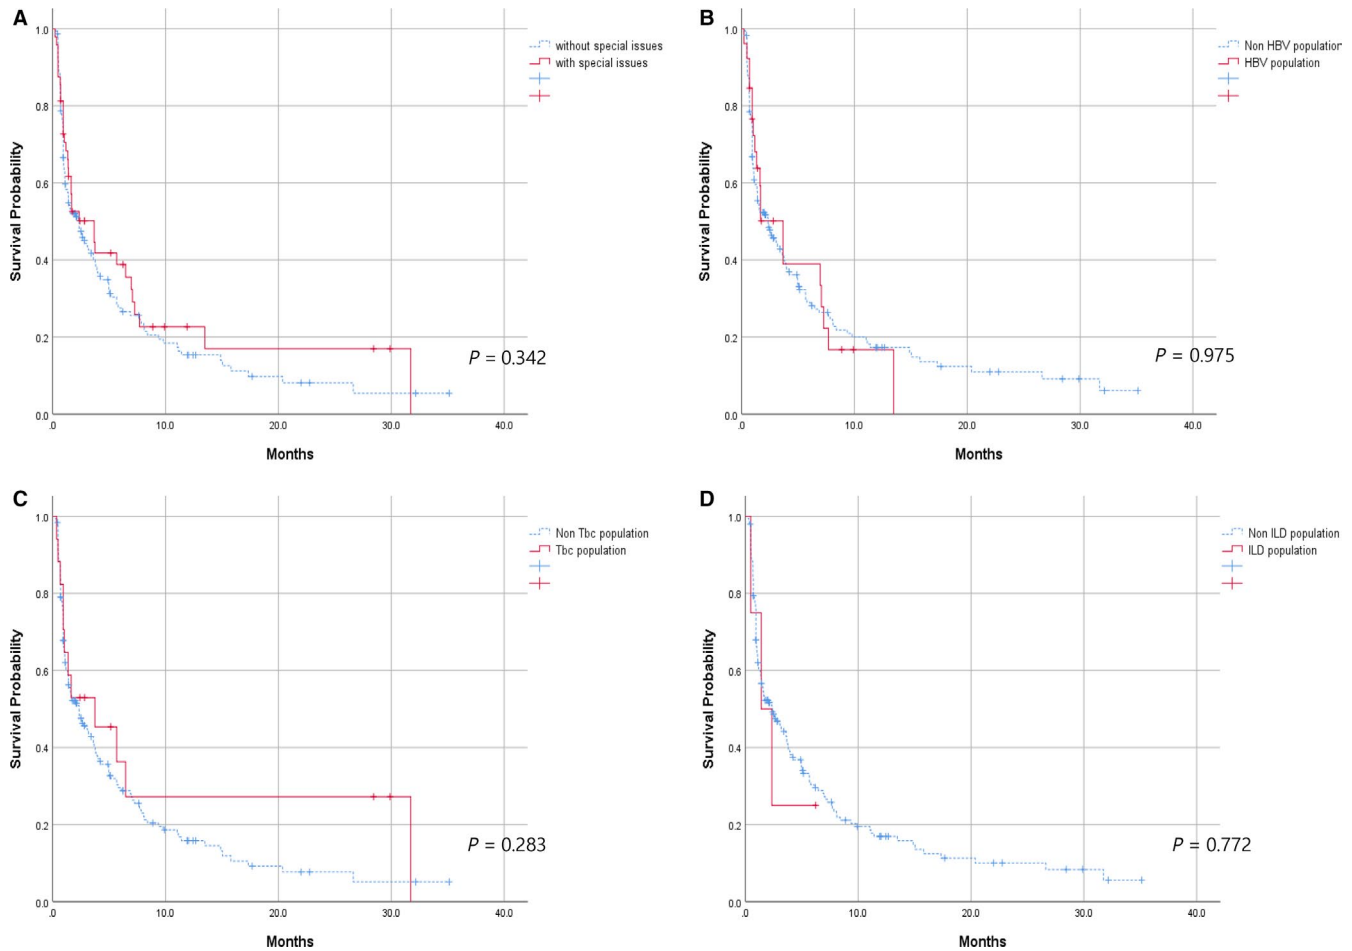 A
Survival Probability
1.0
0.8
0.6
0.4
0.2
0.0
.0 10.0 20.0 30.0 40.0
Months
without special issues
with special issues
P = 0.342
B
Survival Probability
1.0
0.8
0.6
0.4
0.2
0.0
.0 10.0 20.0 30.0 40.0
Months
Non HBV population
HBV population
P = 0.975
C
Survival Probability
1.0
0.8
0.6
0.4
0.2
0.0
.0 10.0 20.0 30.0 40.0
Months
Non Tbc population
Tbc population
P = 0.283
D
Survival Probability
1.0
0.8
0.6
0.4
0.2
0.0
.0 10.0 20.0 30.0 40.0
Months
Non ILD population
ILD population
P = 0.772